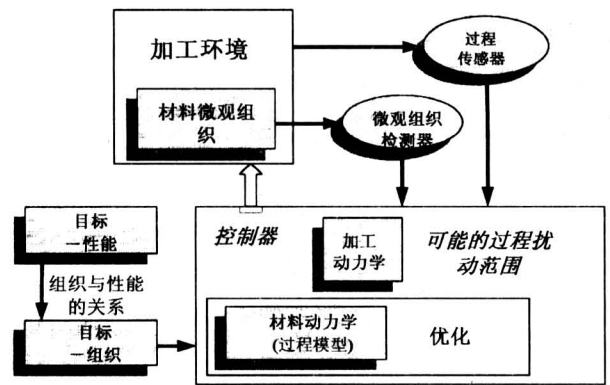 加工环境
材料微观组
织
过程
传感器
微观组织
检测器
目标
一性能
组织与性能
的关系
目标
一组织
控制器
加工
动力学
可能的过程扰
动范围
材料动力学
(过程模型)
优化